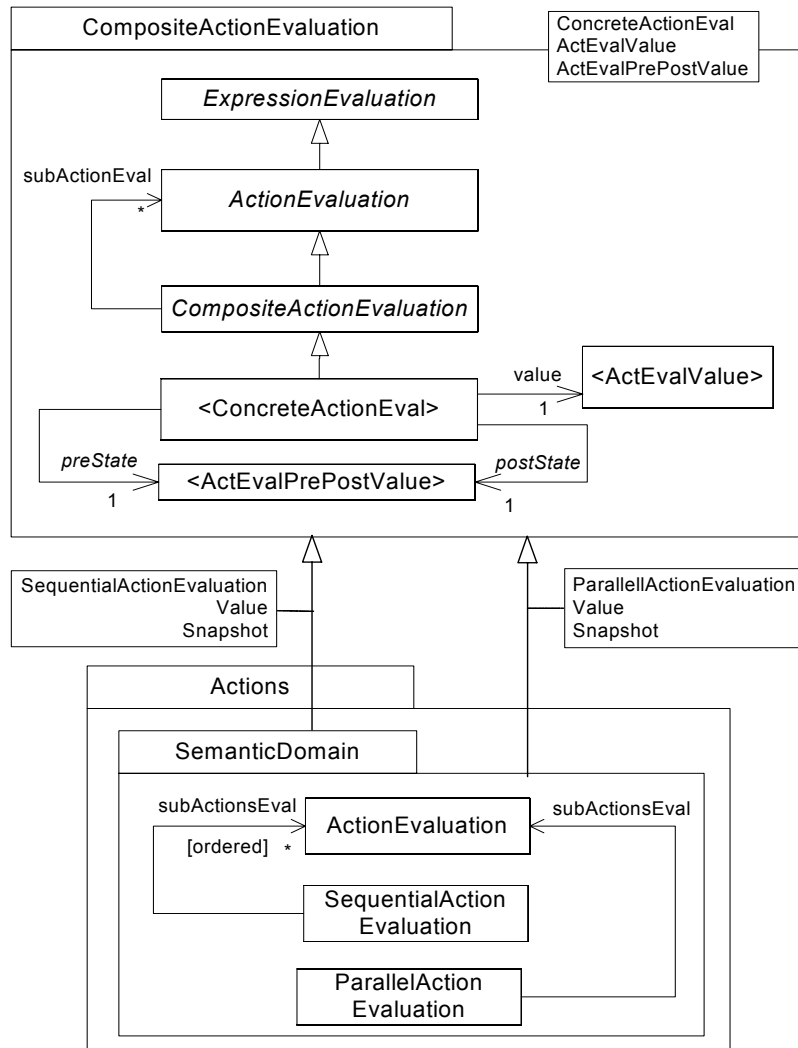 CompositeActionEvaluation
ConcreteActionEval
ActEvalValue
ActEvalPrePostValue
ExpressionEvaluation
subActionEval
*
ActionEvaluation
CompositeActionEvaluation
<ConcreteActionEval>
value
1
<ActEvalValue>
preState
1
<ActEvalPrePostValue>
postState
1
SequentialActionEvaluation
Value
Snapshot
ParallellActionEvaluation
Value
Snapshot
Actions
SemanticDomain
subActionsEval
[ordered] *
ActionEvaluation
subActionsEval
SequentialAction
Evaluation
ParallelAction
Evaluation